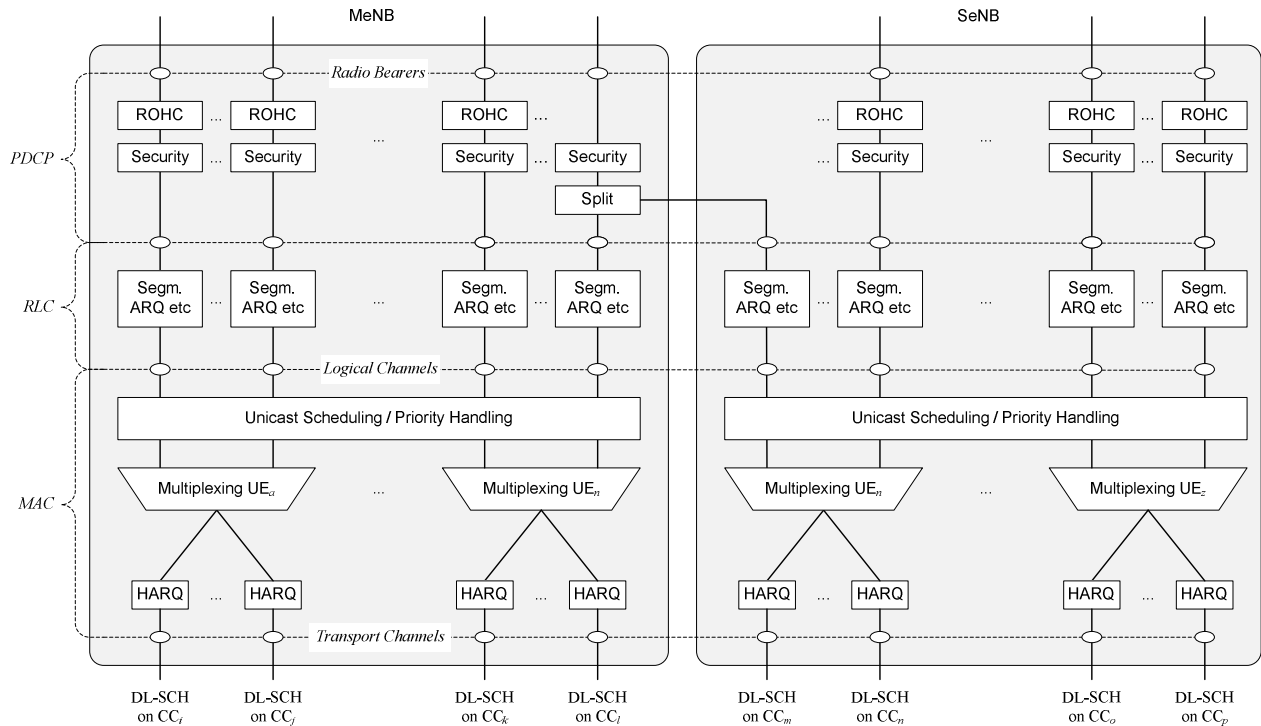 MeNB
SeNB
Radio Bearers
ROHC ... ROHC ROHC ... ... ROHC ROHC ... ROHC
... ...
PDCP
Security ... Security Security ... Security ... Security Security ... Security
Split
Segm. Segm. Segm. Segm. Segm. Segm. Segm. Segm.
RLC
... ... ... ... ... ...
ARQ etc ARQ etc ARQ etc ARQ etc ARQ etc ARQ etc ARQ etc ARQ etc
Logical Channels
Unicast Scheduling / Priority Handling
Unicast Scheduling / Priority Handling
MAC
Multiplexing UEa ... Multiplexing UEn
Multiplexing UEn ... Multiplexing UEz
HARQ ... HARQ HARQ ... HARQ HARQ ... HARQ HARQ ... HARQ
Transport Channels
DL-SCH DL-SCH DL-SCH DL-SCH DL-SCH DL-SCH DL-SCH DL-SCH
on CCi on CCj on CCk on CCl on CCm on CCn on CCo on CCp